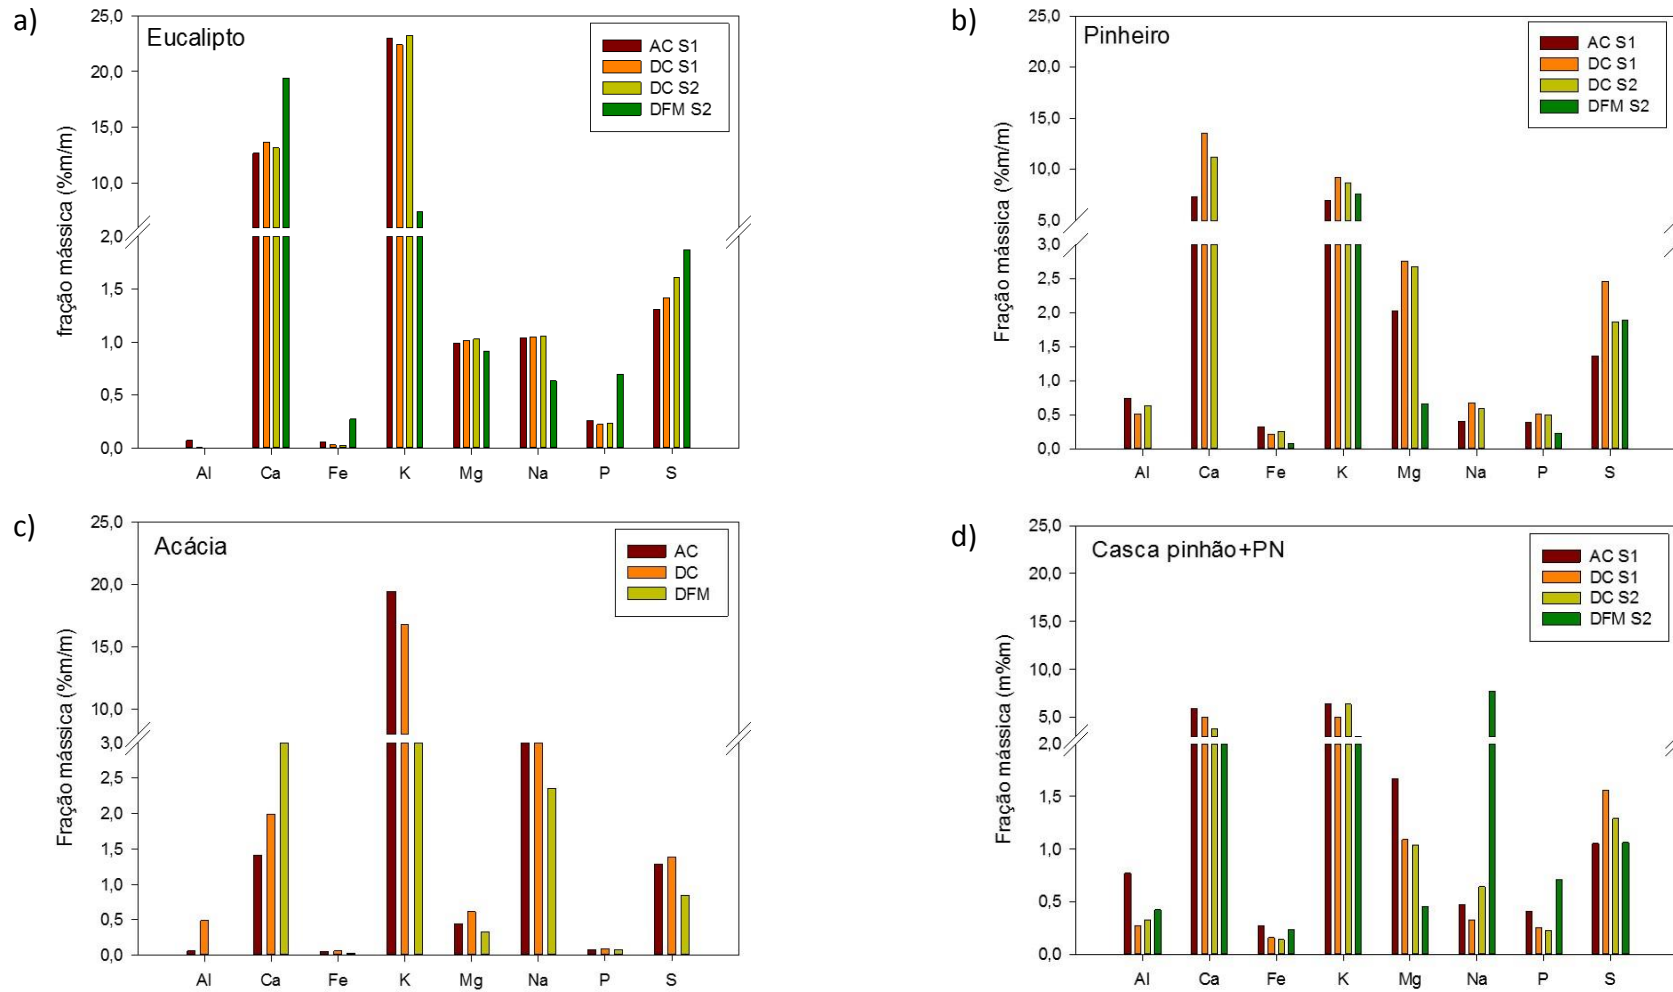 a)
Eucalipto
AC S1
DC S1
DC S2
DFM S2
fração mássica (%m/m)
25,0
20,0
15,0
10,0
2,0
1,5
1,0
0,5
0,0
Al Ca Fe K Mg Na P S
b)
Pinheiro
AC S1
DC S1
DC S2
DFM S2
Fração mássica (%m/m)
25,0
20,0
15,0
10,0
5,0
3,0
2,5
2,0
1,5
1,0
0,5
0,0
Al Ca Fe K Mg Na P S
c)
Acácia
AC
DC
DFM
Fração mássica (%m/m)
25,0
20,0
15,0
10,0
3,0
2,5
2,0
1,5
1,0
0,5
0,0
Al Ca Fe K Mg Na P S
d)
Casca pinhão+PN
AC S1
DC S1
DC S2
DFM S2
Fração mássica (m%m)
25,0
20,0
15,0
10,0
5,0
2,0
1,5
1,0
0,5
0,0
Al Ca Fe K Mg Na P S